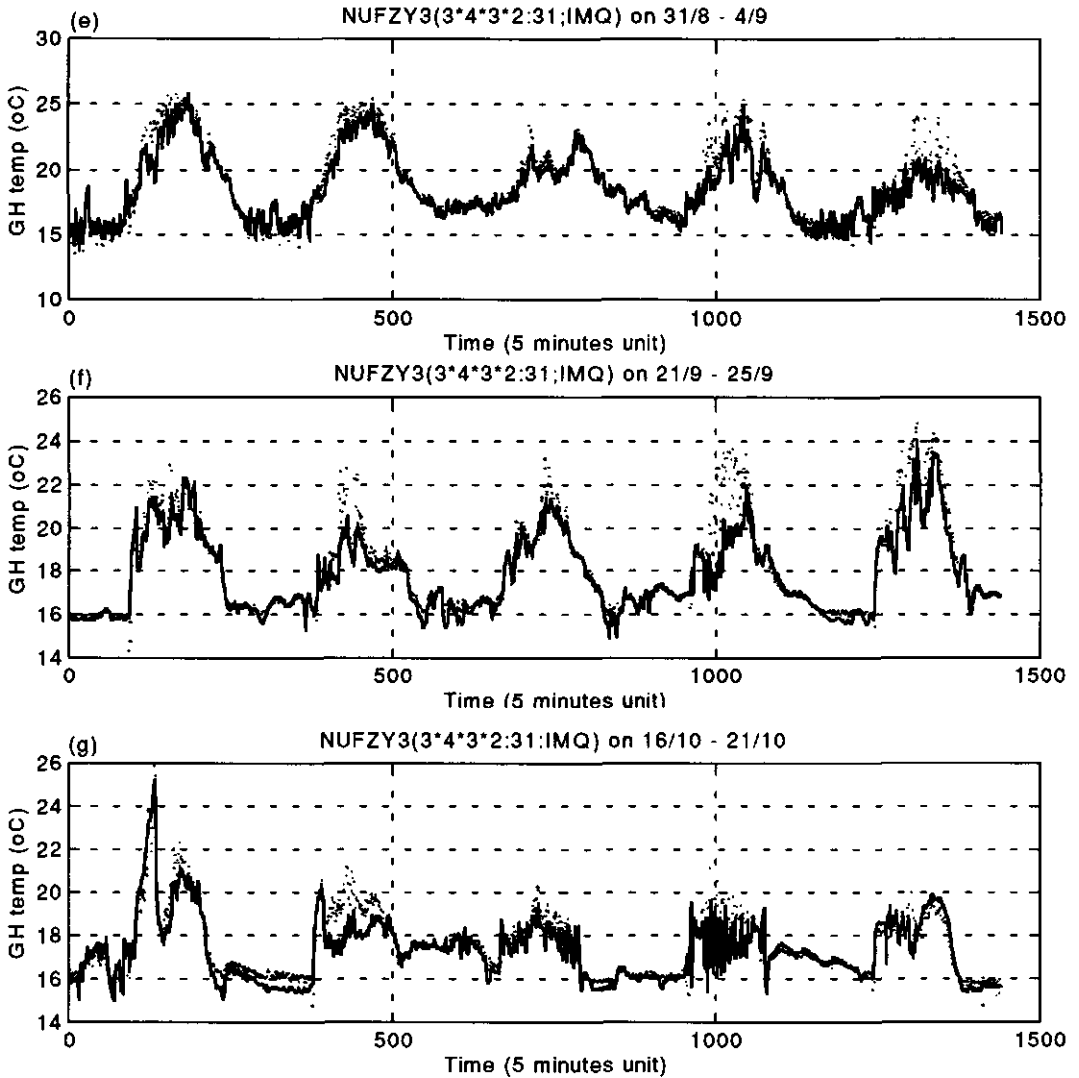 (e)
NUFZY3(3*4*3*2:31;IMQ) on 31/8 - 4/9
30
25
20
15
10
GH temp (oC)
0
500
1000
1500
Time (5 minutes unit)
(f)
NUFZY3(3*4*3*2:31;IMQ) on 21/9 - 25/9
26
24
22
20
18
16
14
GH temp (oC)
0
500
1000
1500
Time (5 minutes unit)
(g)
NUFZY3(3*4*3*2:31;IMQ) on 16/10 - 21/10
26
24
22
20
18
16
14
GH temp (oC)
0
500
1000
1500
Time (5 minutes unit)